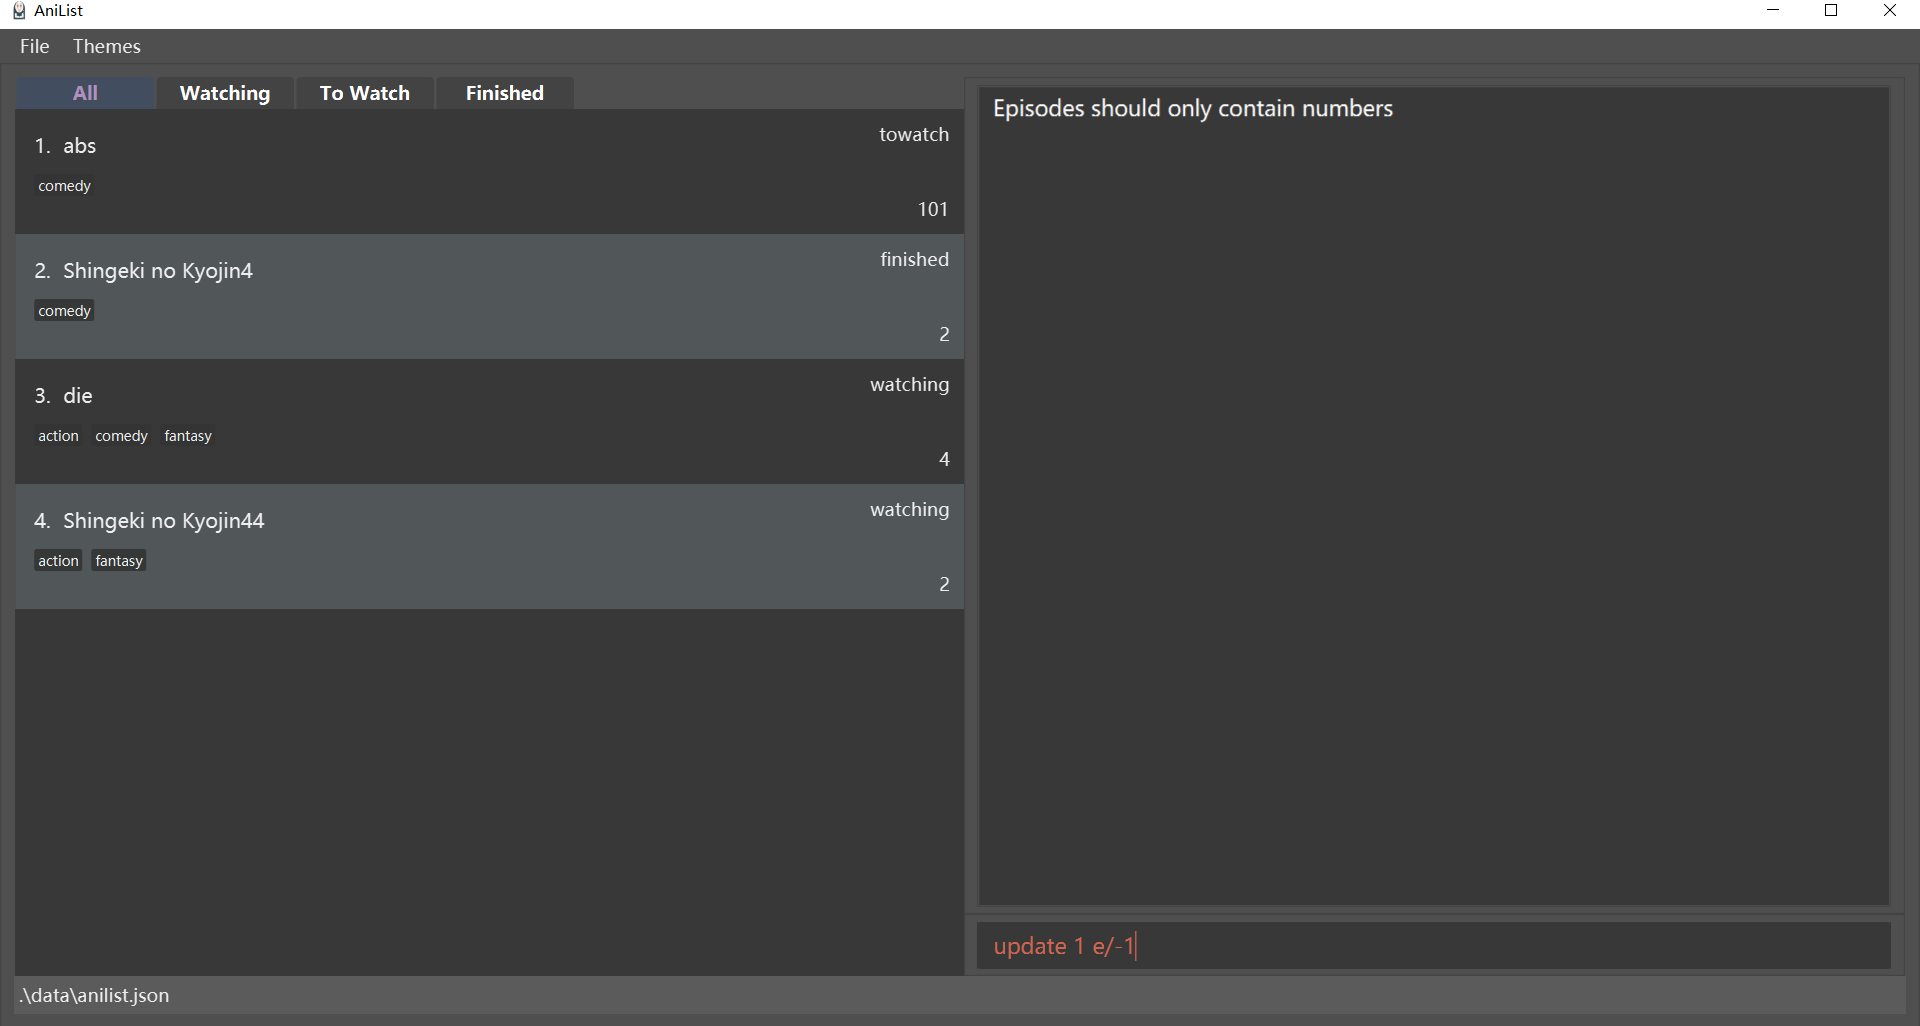 AniList
File Themes
All Watching To Watch Finished
1. abs
towatch
comedy
101
2. Shingeki no Kyojin4
finished
comedy
2
3. die
watching
action comedy fantasy
4
4. Shingeki no Kyojin44
watching
action fantasy
2
Episodes should only contain numbers
update 1 e/-1
.\data\anilist.json